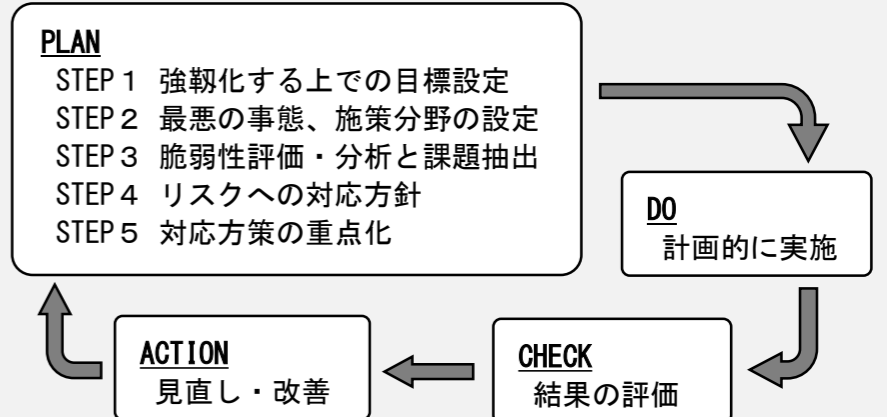 PLAN
STEP1 強靱化する上での目標設定
STEP2 最悪の事態、施策分野の設定
STEP3 脆弱性評価・分析と課題抽出
STEP4 リスクへの対応方針
STEP5 対応方策の重点化
DO
計画的に実施
CHECK
結果の評価
ACTION
見直し・改善